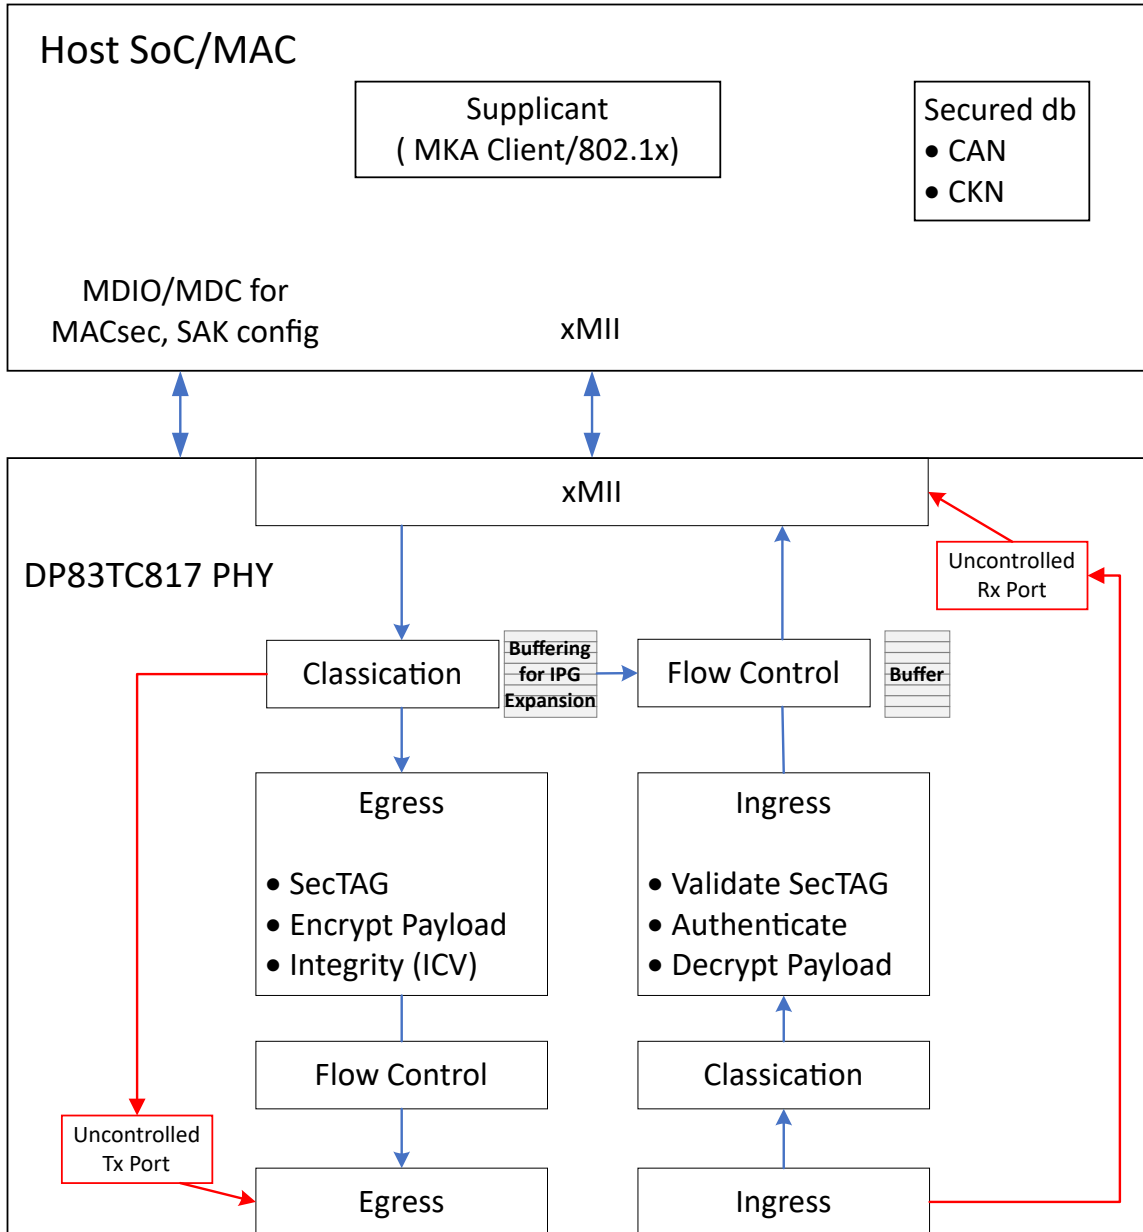 Host SoC/MAC
Supplicant
( MKA Client/802.1x)
Secured db
• CAN
• CKN
MDIO/MDC for
MACsec, SAK config
xMII
xMII
Uncontrolled
Rx Port
DP83TC817 PHY
Classication
Buffering
for IPG
Expansion
Flow Control
Buffer
Egress
• SecTAG
• Encrypt Payload
• Integrity (ICV)
Ingress
• Validate SecTAG
• Authenticate
• Decrypt Payload
Flow Control
Classication
Uncontrolled
Tx Port
Egress
Ingress